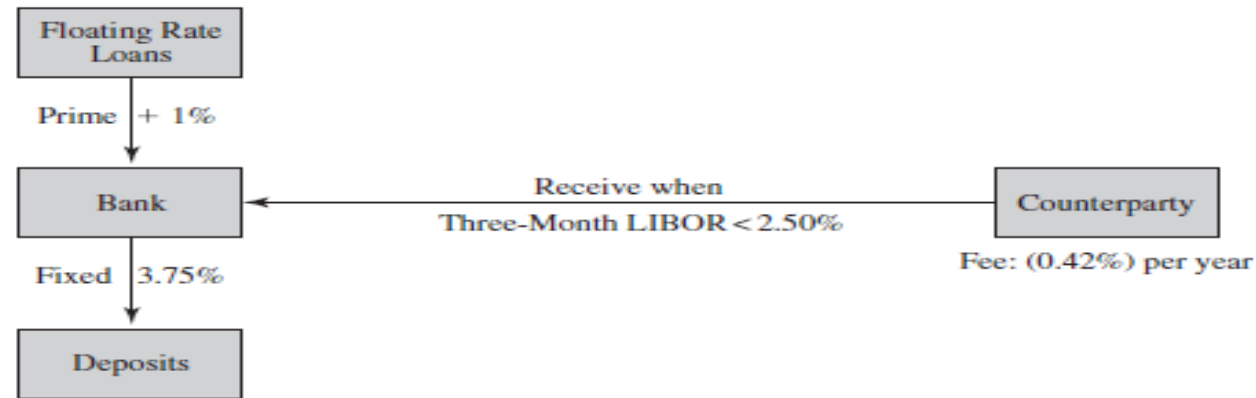 Floating Rate
Loans
Prime + 1%
Bank
Receive when
Three-Month LIBOR < 2.50%
Counterparty
Fee: (0.42%) per year
Fixed 3.75%
Deposits